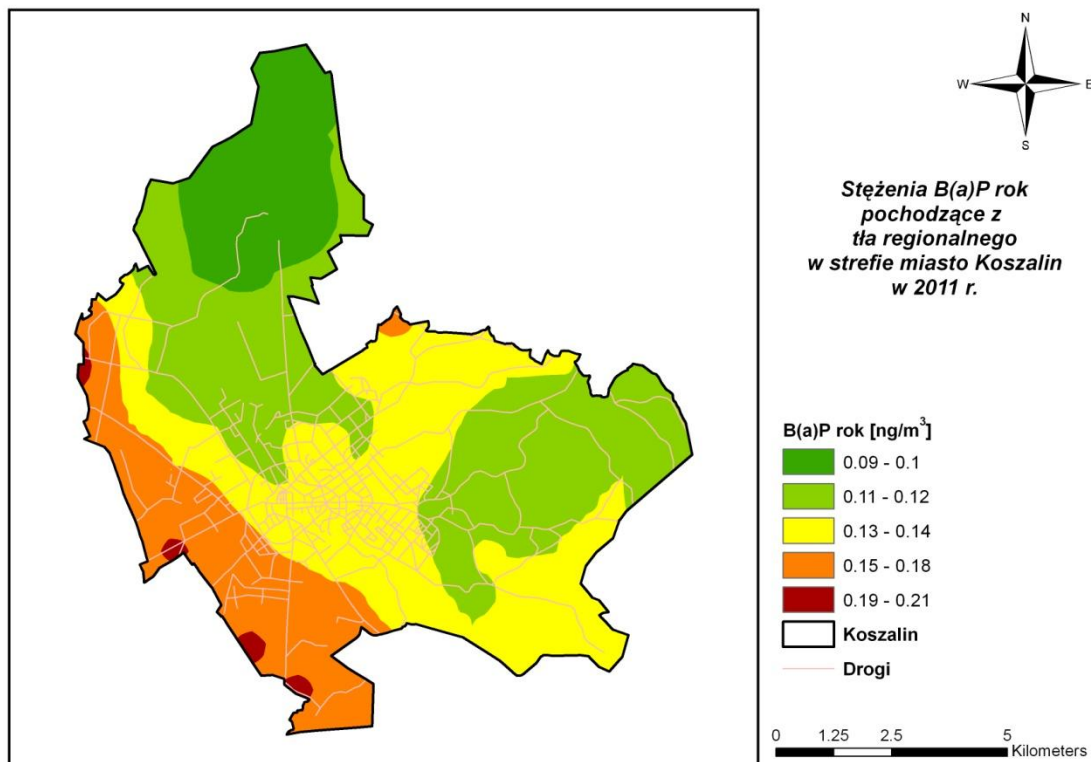 N
W E
S
Stężenia B(a)P rok
pochodzące z
tła regionalnego
w strefie miasto Koszalin
w 2011 r.
B(a)P rok [ng/m³]
0.09 - 0.1
0.11 - 0.12
0.13 - 0.14
0.15 - 0.18
0.19 - 0.21
Koszalin
Drogi
0 1.25 2.5 5
Kilometers